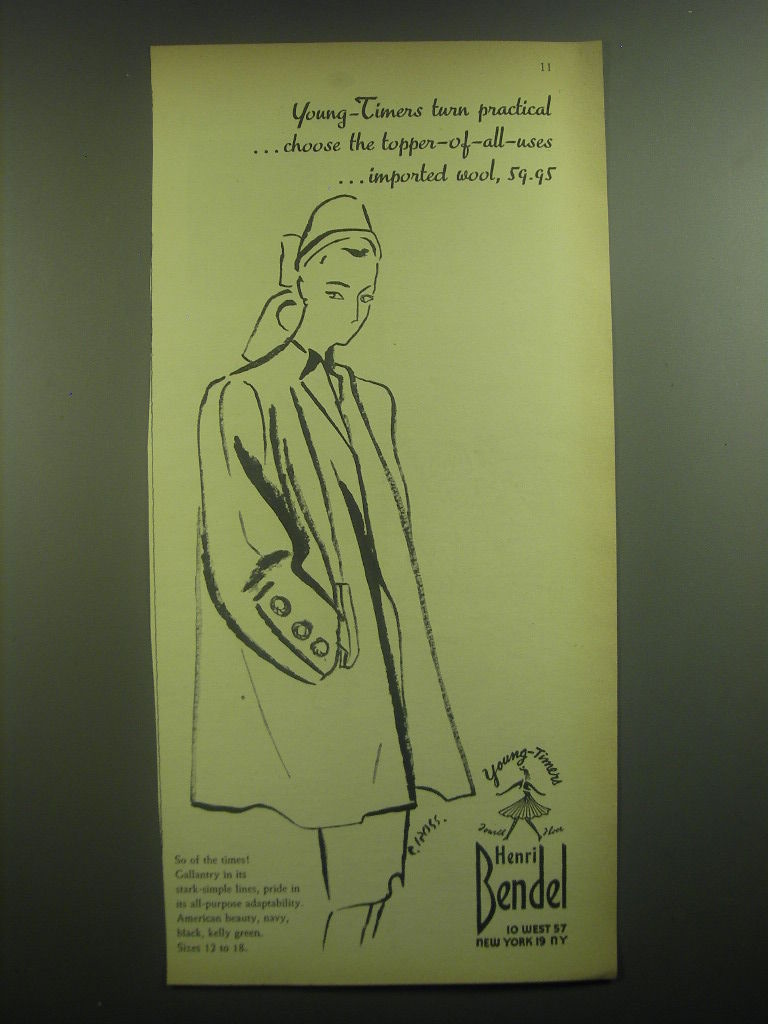 11
Young-Timers turn practical
...choose the topper-of-all-uses
...imported wool, 59.95
Young-Timers
Floor
Henri
Bendel
10 WEST 57
NEW YORK 19 NY
So of the times!
Gallantry in its
stark-simple lines, pride in
its all-purpose adaptability.
American beauty, navy,
black, kelly green.
Sizes 12 to 18.